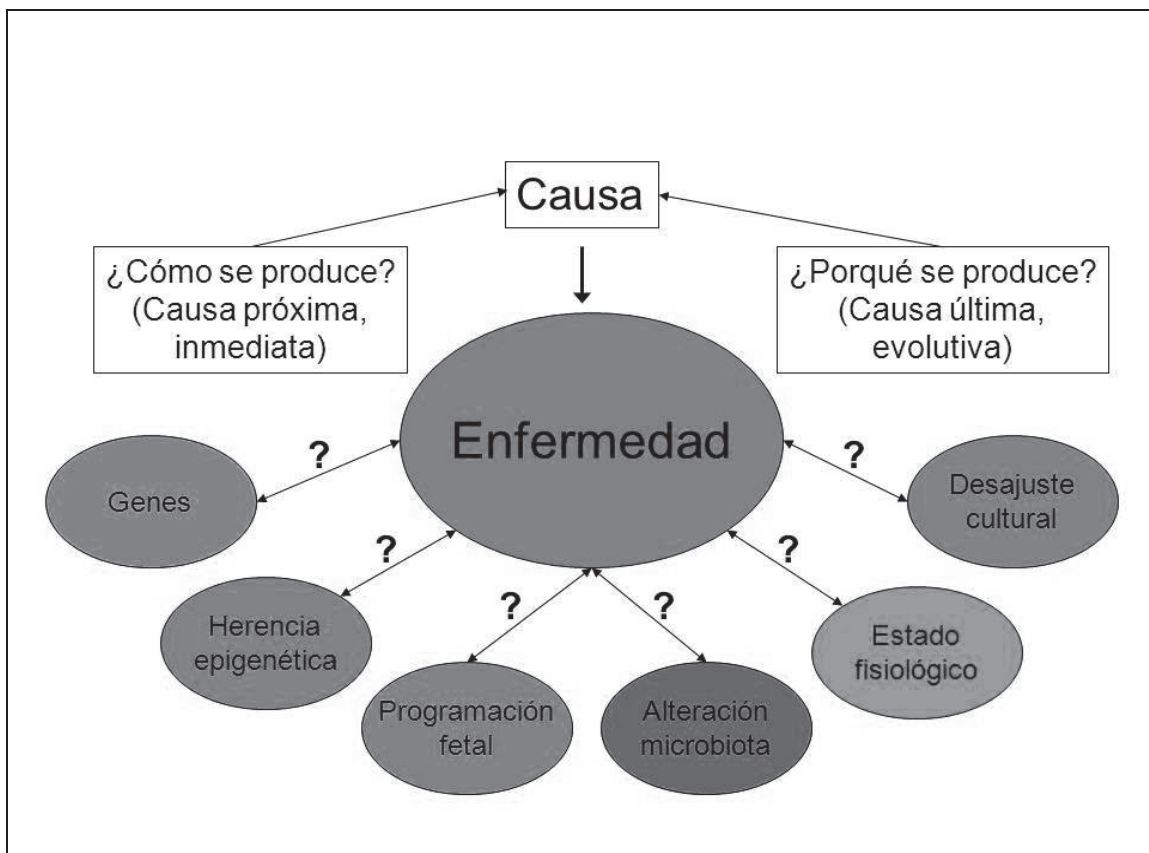 Causa
¿Cómo se produce?
(Causa próxima,
inmediata)
¿Porqué se produce?
(Causa última,
evolutiva)
Enfermedad
?
?
?
?
?
?
Genes
Herencia
epigenética
Programación
fetal
Alteración
microbiota
Estado
fisiológico
Desajuste
cultural